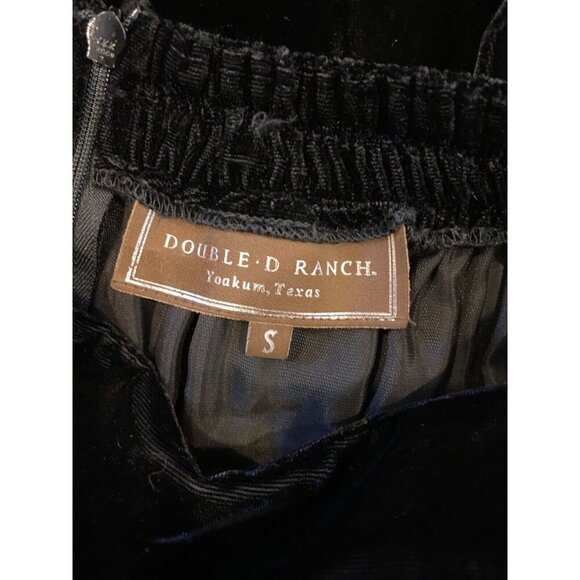 DOUBLE·D RANCH
Yoakum, Texas
S